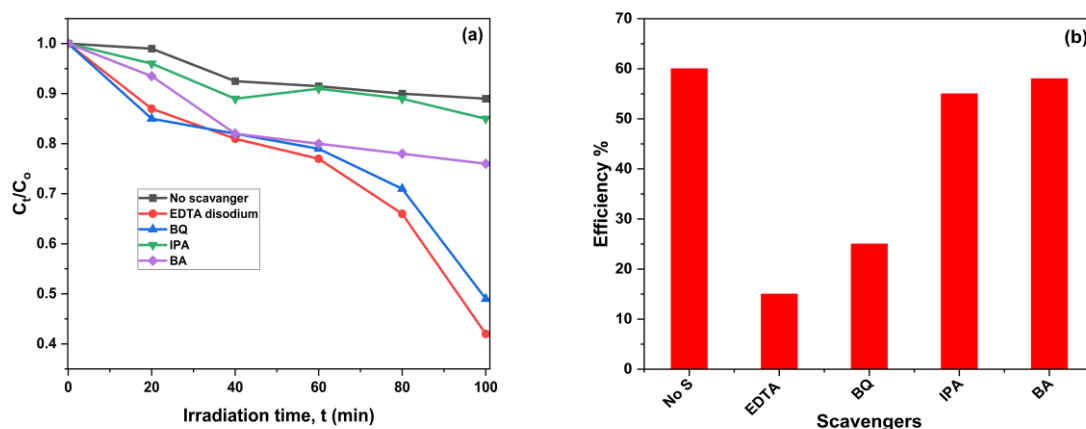 (a)
1.0
0.9
0.8
0.7
0.6
0.5
0.4
Ct/Co
No scavanger
EDTA disodium
BQ
IPA
BA
0 20 40 60 80 100
Irradiation time, t (min)
(b)
70
60
50
40
30
20
10
0
Efficiency %
No S EDTA BQ IPA BA
Scavengers